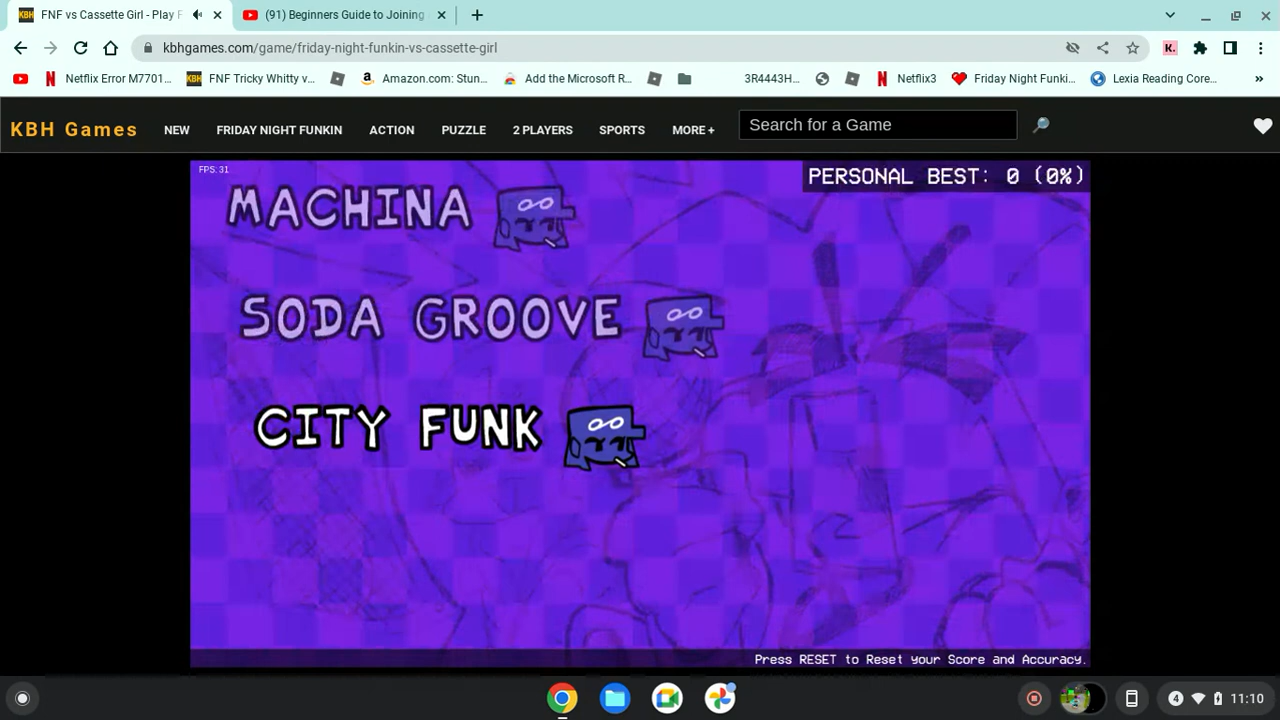 FNF vs Cassette Girl - Play F
(91) Beginners Guide to Joining
kbhgames.com/game/friday-night-funkin-vs-cassette-girl
K.
Netflix Error M7701...
FNF Tricky Whitty v...
Amazon.com: Stun...
Add the Microsoft R...
3R4443H...
Netflix3
Friday Night Funki...
Lexia Reading Core...
»
KBH Games
NEW
FRIDAY NIGHT FUNKIN
ACTION
PUZZLE
2 PLAYERS
SPORTS
MORE +
Search for a Game
FPS: 31
PERSONAL BEST: 0 (0%)
MACHINA
SODA GROOVE
CITY FUNK
Press RESET to Reset your Score and Accuracy.
4
11:10